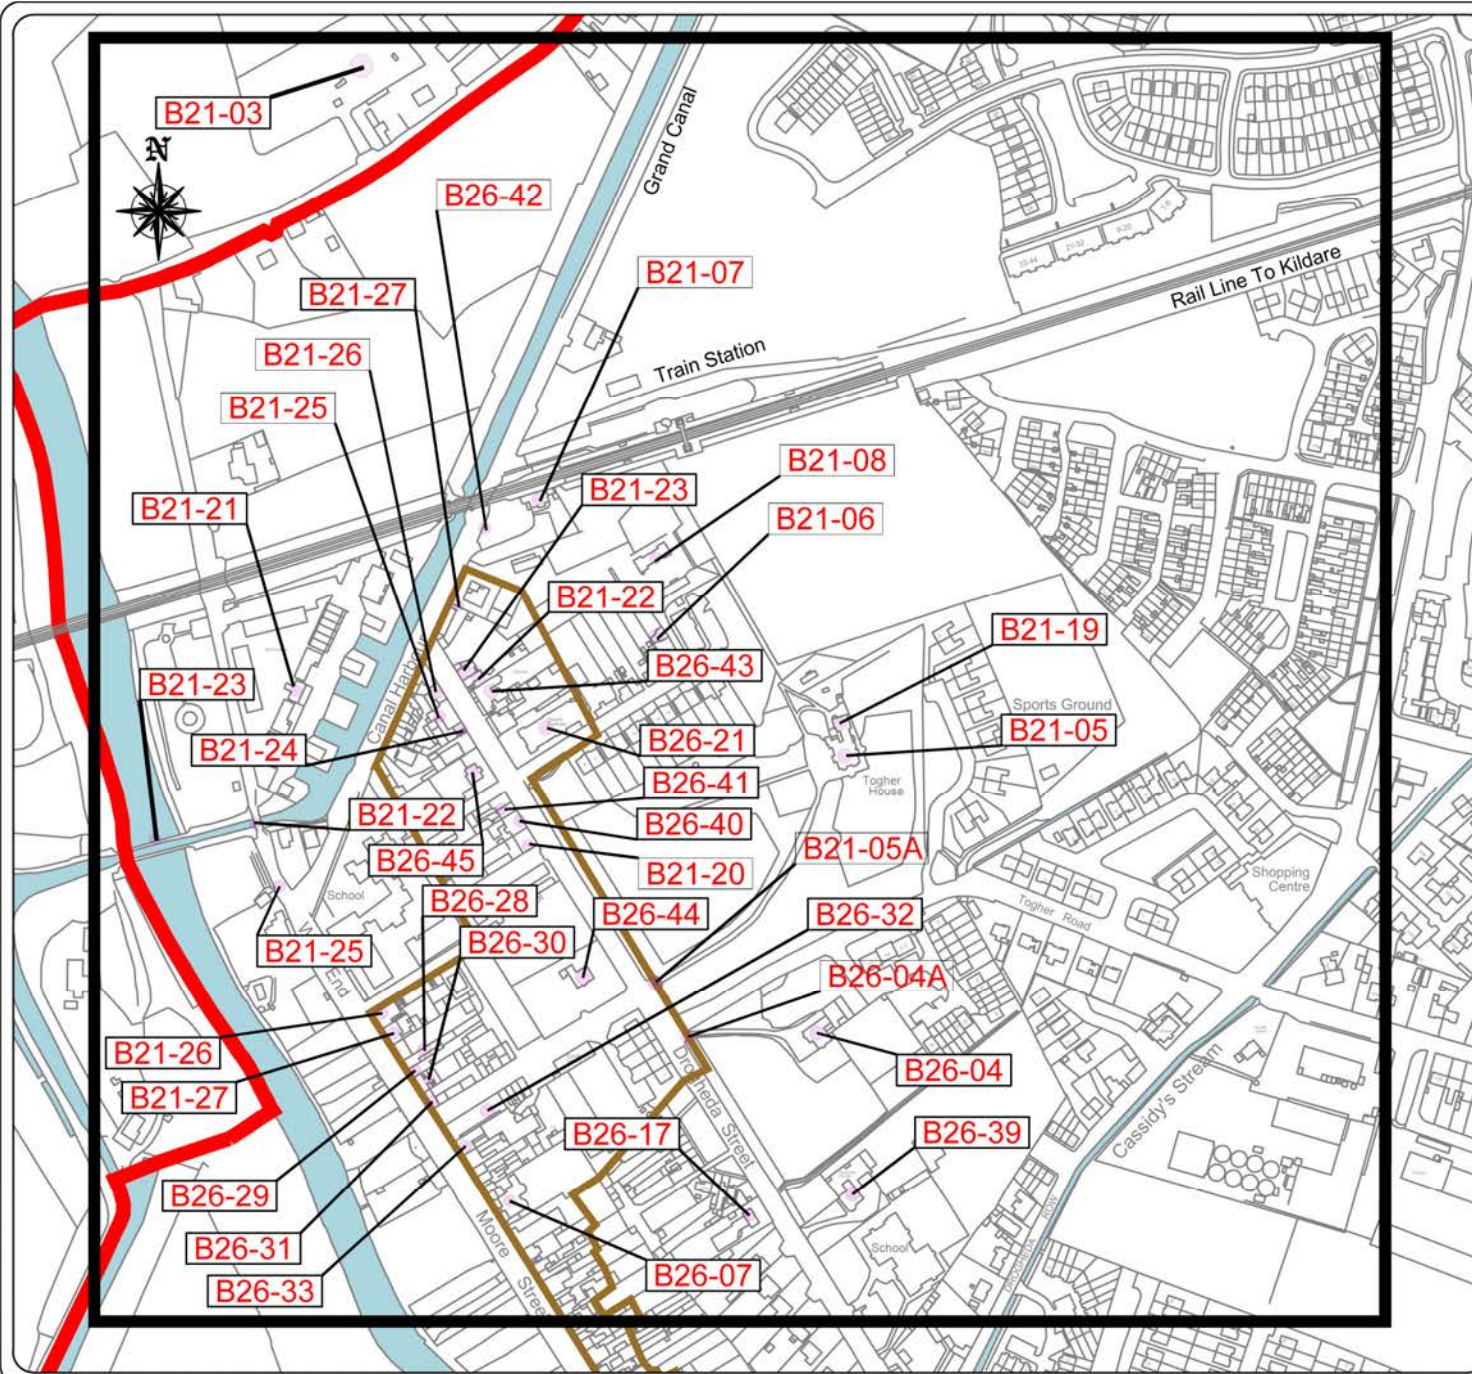 B21-03
N
Grand Canal
B26-42
B21-07
B21-27
Rail Line To Kildare
B21-26
Train Station
B21-25
B21-08
B21-23
B21-21
B21-06
B21-22
B21-19
B26-43
B21-23
Sports Ground
B21-05
B21-24
B26-21
Canal Harbour
B26-41
Togher
House
B21-22
B26-40
B21-05A
B26-45
B21-20
Shopping
Centre
School
B26-28
B26-44
B26-32
Togher Road
B26-30
B21-25
End
B26-04A
B21-26
B26-04
B21-27
Drogheda Street
Cassidy's Stream
B26-17
B26-39
B26-29
DROGHEDA ROW
B26-31
Moore Street
School
B26-07
B26-33